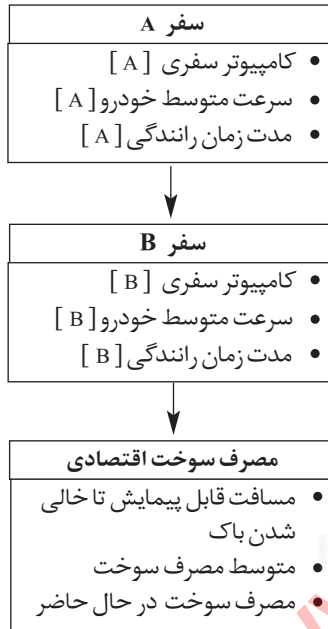 سفر A
• کامپیوتر سفری [ A ]
• سرعت متوسط خودرو [ A ]
• مدت زمان رانندگی [ A ]
سفر B
• کامپیوتر سفری [ B ]
• سرعت متوسط خودرو [ B ]
• مدت زمان رانندگی [ B ]
مصرف سوخت اقتصادی
• مسافت قابل پیمایش تا خالی
شدن باک
• متوسط مصرف سوخت
• مصرف سوخت در حال حاضر